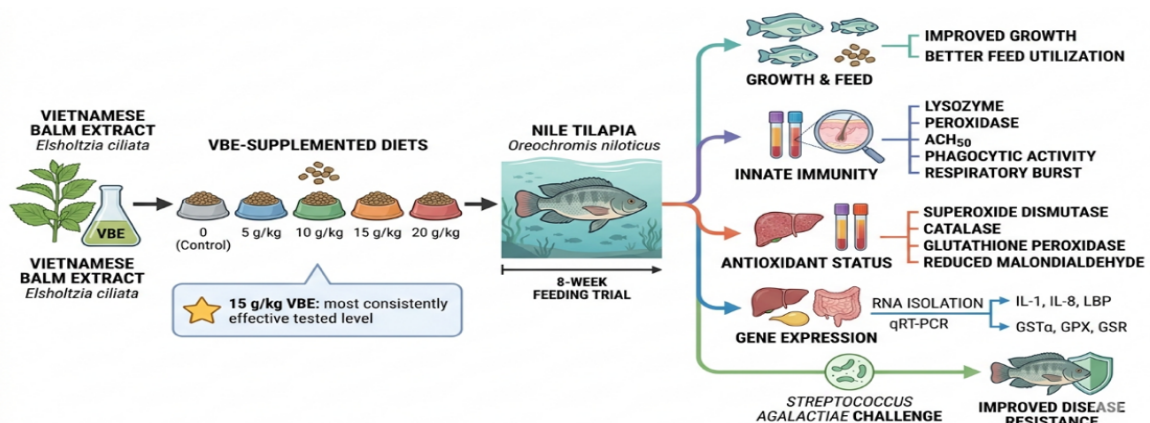 VIETNAMESE
BALM EXTRACT
Elsholtzia ciliata
VBE
VIETNAMESE
BALM EXTRACT
Elsholtzia ciliata
VBE-SUPPLEMENTED DIETS
0
(Control)
5 g/kg
10 g/kg
15 g/kg
20 g/kg
15 g/kg VBE: most consistently
effective tested level
NILE TILAPIA
Oreochromis niloticus
8-WEEK
FEEDING TRIAL
GROWTH & FEED
IMPROVED GROWTH
BETTER FEED UTILIZATION
INNATE IMMUNITY
LYSOZYME
PEROXIDASE
ACH50
PHAGOCYTIC ACTIVITY
RESPIRATORY BURST
ANTIOXIDANT STATUS
SUPEROXIDE DISMUTASE
CATALASE
GLUTATHIONE PEROXIDASE
REDUCED MALONDIALDEHYDE
GENE EXPRESSION
RNA ISOLATION
qRT-PCR
IL-1, IL-8, LBP
GSTα, GPX, GSR
STREPTOCOCCUS
AGALACTIAE CHALLENGE
IMPROVED DISEASE
RESISTANCE